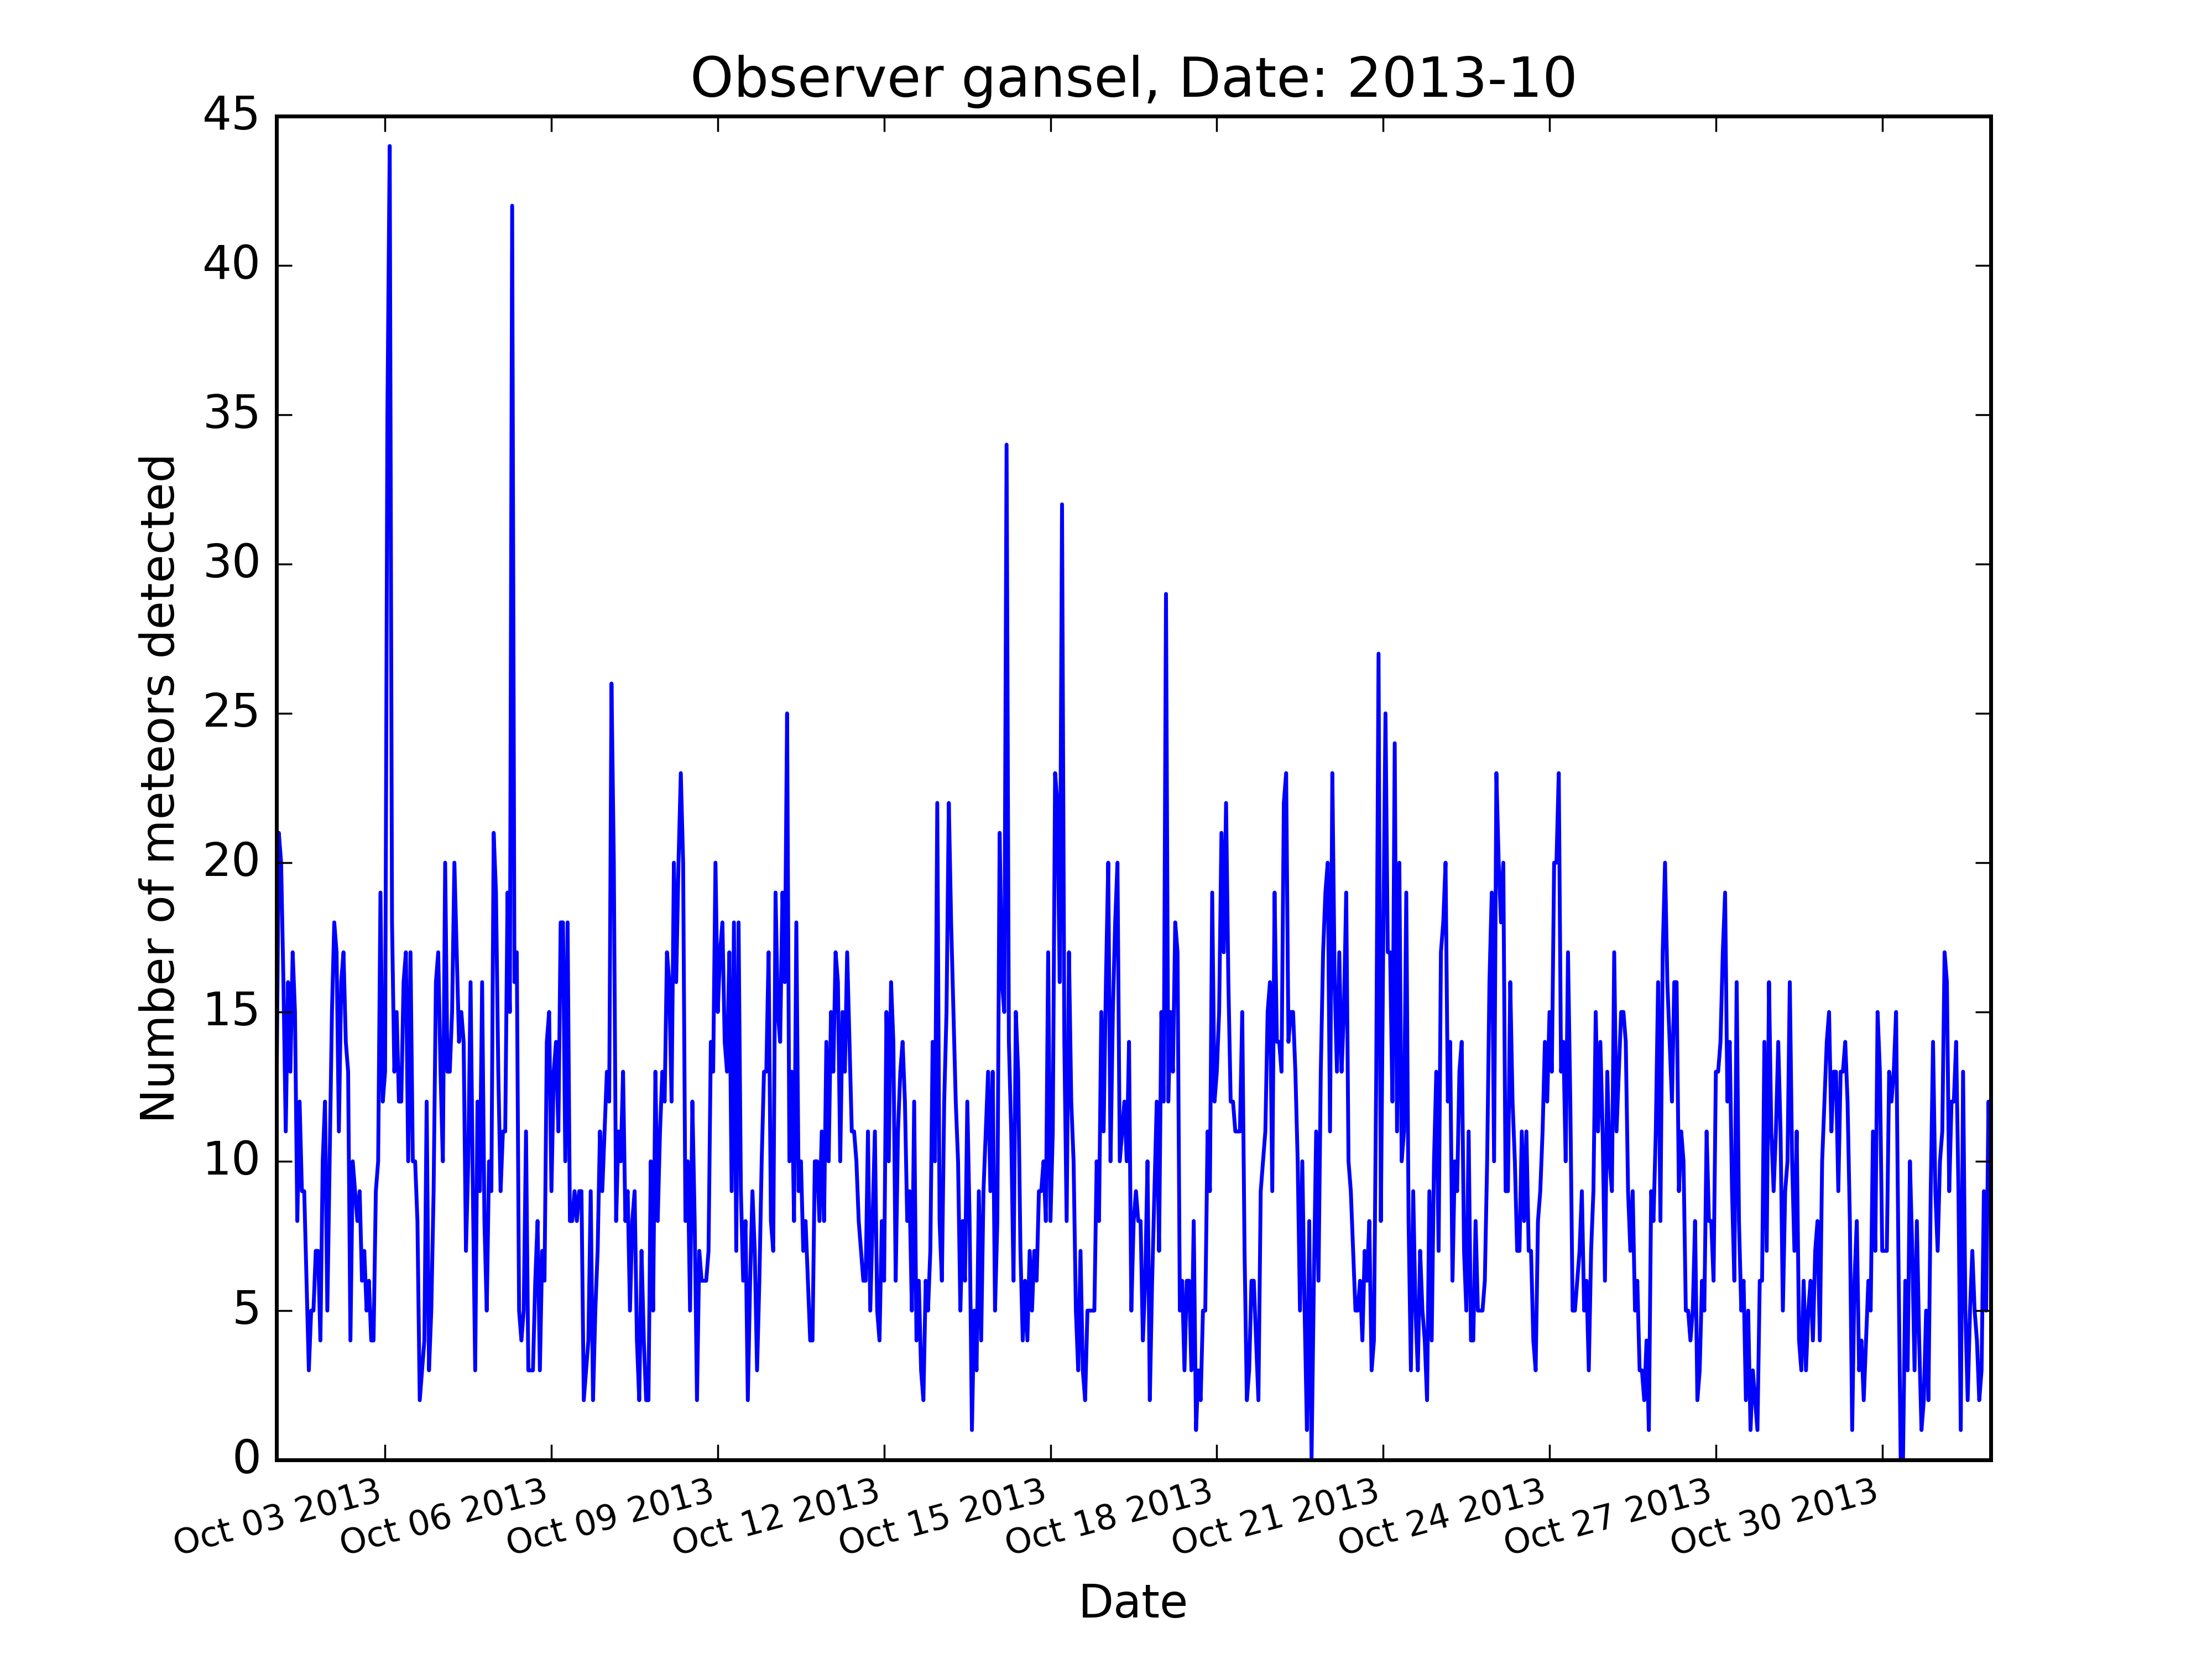 Observer gansel, Date: 2013-10
45
40
35
30
25
20
15
10
5
0
Number of meteors detected
Oct 03 2013
Oct 06 2013
Oct 09 2013
Oct 12 2013
Oct 15 2013
Oct 18 2013
Oct 21 2013
Oct 24 2013
Oct 27 2013
Oct 30 2013
Date